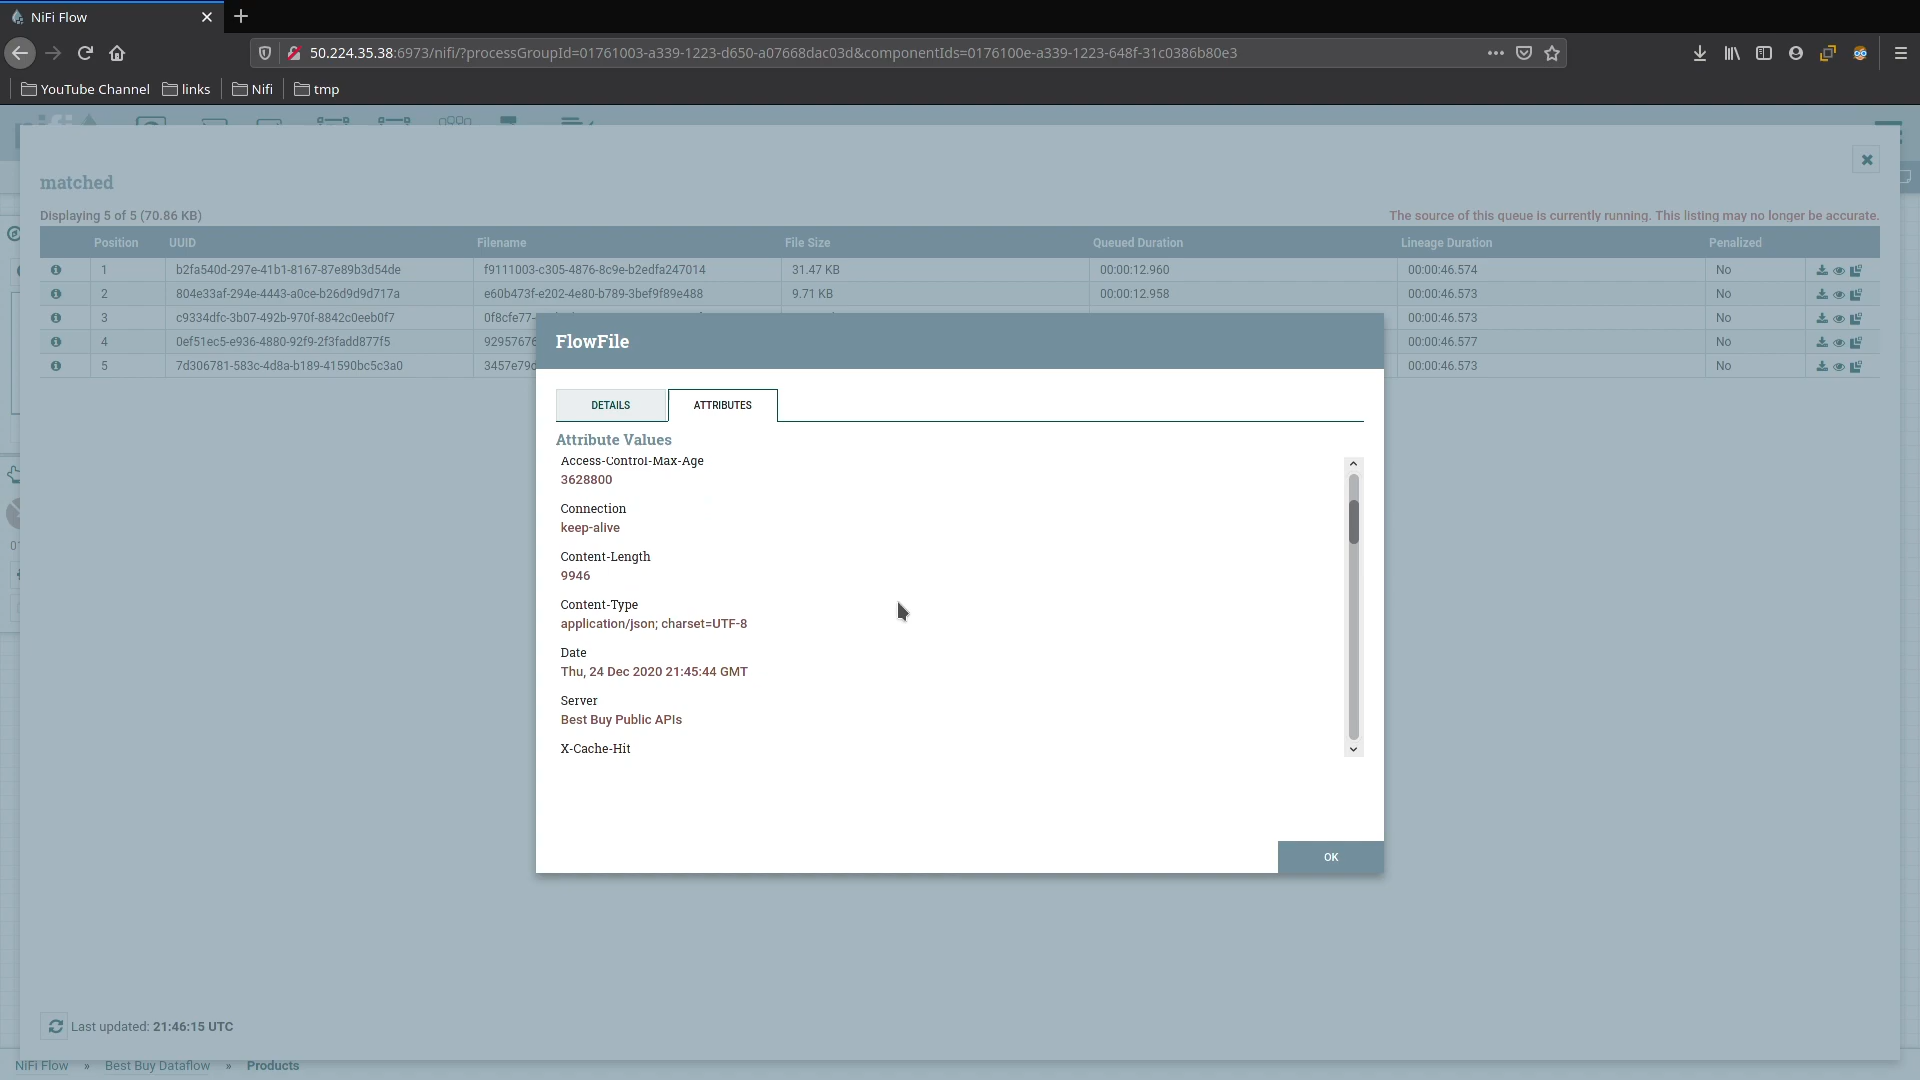 NiFi Flow
50.224.35.38:6973/nifi/?processGroupId=01761003-a339-1223-d650-a07668dac03d&componentIds=0176100e-a339-1223-648f-31c0386b80e3
YouTube Channel links Nifi tmp
matched
Displaying 5 of 5 (70.86 KB) The source of this queue is currently running. This listing may no longer be accurate.
Position UUID Filename File Size Queued Duration Lineage Duration Penalized
1 b2fa540d-297e-41b1-8167-87e89b3d54de f9111003-c305-4876-8c9e-b2edfa247014 31.47 KB 00:00:12.960 00:00:46.574 No
2 804e33af-294e-4443-a0ce-b26d9d9d717a e60b473f-e202-4e80-b789-3bef9f89e488 9.71 KB 00:00:12.958 00:00:46.573 No
3 c9334dfc-3b07-492b-970f-8842c0eeb0f7 0f8cfe77- 00:00:46.573 No
4 0ef51ec5-e936-4880-92f9-2f3fadd877f5 92957676 00:00:46.577 No
5 7d306781-583c-4d8a-b189-41590bc5c3a0 3457e79d 00:00:46.573 No
FlowFile
DETAILS ATTRIBUTES
Attribute Values
Access-Control-Max-Age
3628800
Connection
keep-alive
Content-Length
9946
Content-Type
application/json; charset=UTF-8
Date
Thu, 24 Dec 2020 21:45:44 GMT
Server
Best Buy Public APIs
X-Cache-Hit
OK
Last updated: 21:46:15 UTC
NiFi Flow » Best Buy Dataflow » Products